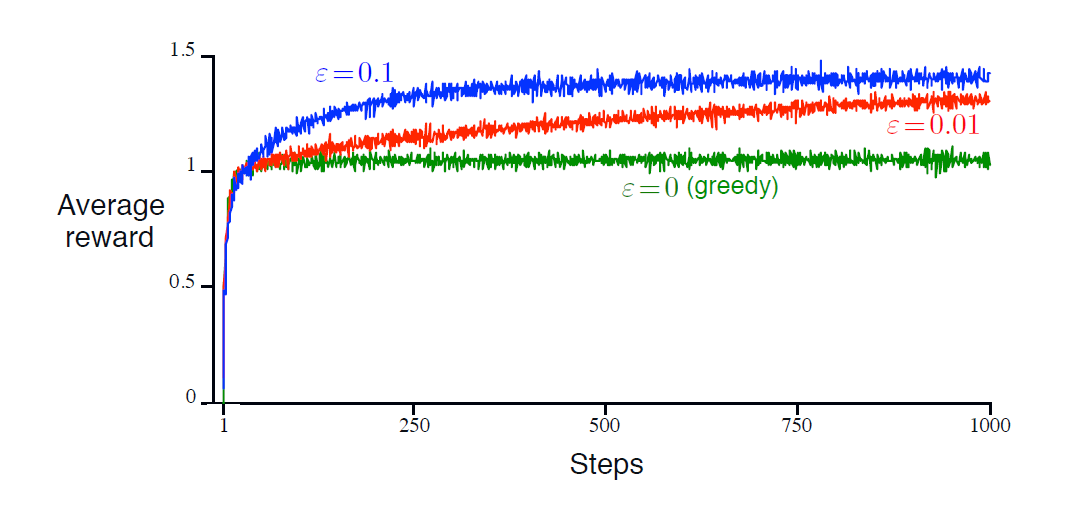 1.5
ε = 0.1
ε = 0.01
1
ε = 0 (greedy)
Average
reward
0.5
0
1
250
500
750
1000
Steps